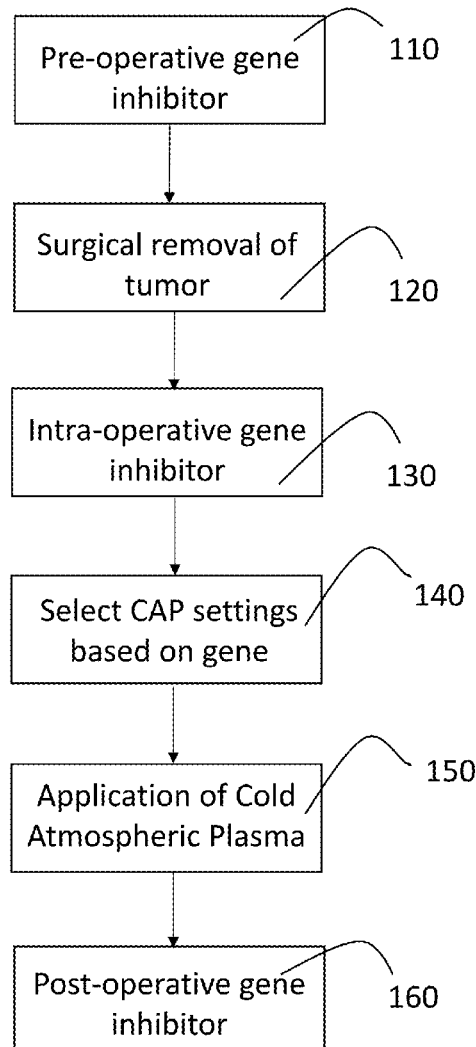 Pre-operative gene
inhibitor
110
Surgical removal of
tumor
120
Intra-operative gene
inhibitor
130
Select CAP settings
based on gene
140
Application of Cold
Atmospheric Plasma
150
Post-operative gene
inhibitor
160